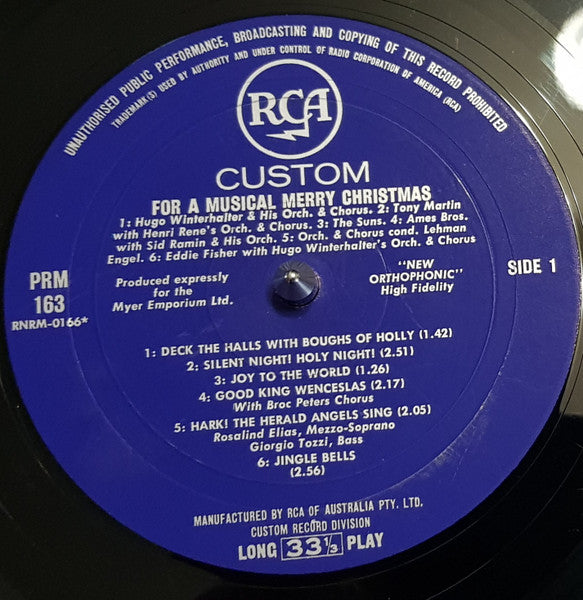 UNAUTHORISED PUBLIC PERFORMANCE, BROADCASTING AND COPYING OF THIS RECORD PROHIBITED
TRADEMARK(S) USED BY AUTHORITY AND UNDER CONTROL OF RADIO CORPORATION OF AMERICA (RCA)
RCA
CUSTOM
FOR A MUSICAL MERRY CHRISTMAS
1: Hugo Winterhalter & His Orch. & Chorus. 2: Tony Martin
with Henri Rene's Orch. & Chorus. 3: The Suns. 4: Ames Bros.
with Sid Ramin & His Orch. 5: Orch. & Chorus cond. Lehman
Engel. 6: Eddie Fisher with Hugo Winterhalter's Orch. & Chorus
PRM
163
RNRM-0166*
Produced expressly
for the
Myer Emporium Ltd.
"NEW
ORTHOPHONIC"
High Fidelity
SIDE 1
1: DECK THE HALLS WITH BOUGHS OF HOLLY (1.42)
2: SILENT NIGHT! HOLY NIGHT! (2.51)
3: JOY TO THE WORLD (1.26)
4: GOOD KING WENCESLAS (2.17)
With Broc Peters Chorus
5: HARK! THE HERALD ANGELS SING (2.05)
Rosalind Elias, Mezzo-Soprano
Giorgio Tozzi, Bass
6: JINGLE BELLS
(2.56)
MANUFACTURED BY RCA OF AUSTRALIA PTY. LTD.
CUSTOM RECORD DIVISION
LONG 33 1/3 PLAY